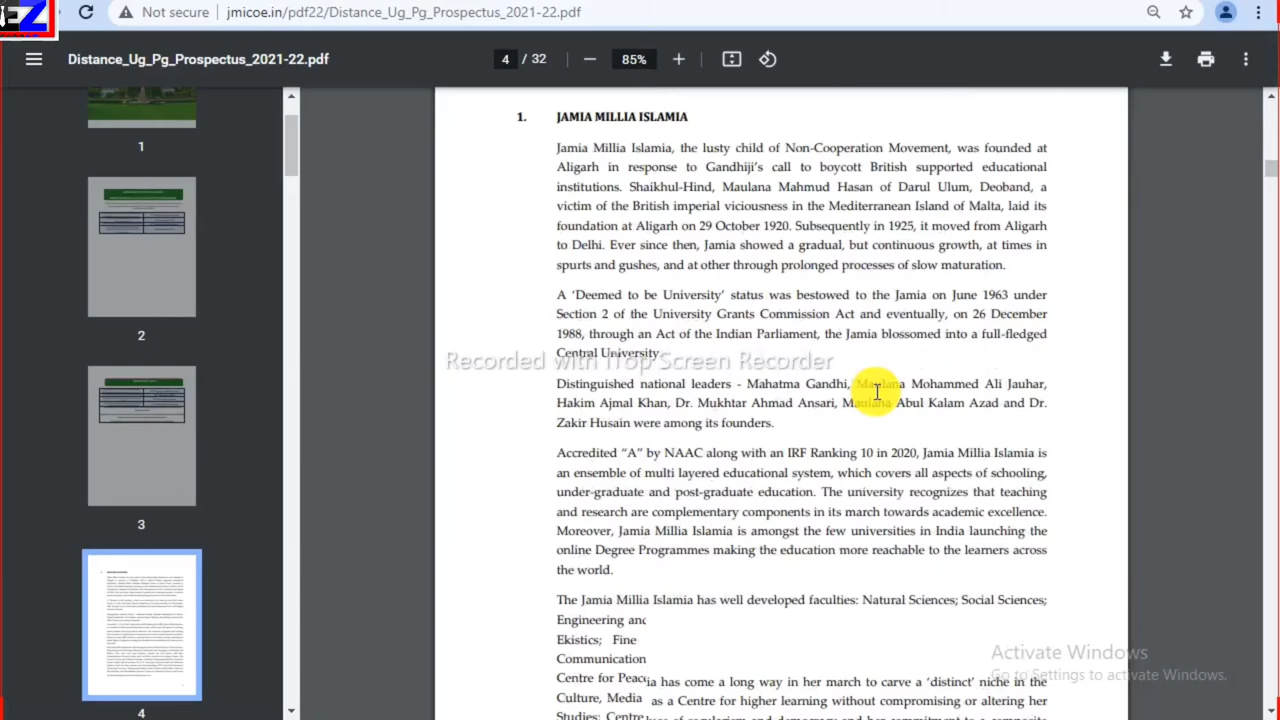 EZ
Not secure | jmicoe.in/pdf22/Distance_Ug_Pg_Prospectus_2021-22.pdf
Distance_Ug_Pg_Prospectus_2021-22.pdf
4 / 32
85%
1
2
3
4
1. JAMIA MILLIA ISLAMIA
Jamia Millia Islamia, the lusty child of Non-Cooperation Movement, was founded at
Aligarh in response to Gandhiji's call to boycott British supported educational
institutions. Shaikhul-Hind, Maulana Mahmud Hasan of Darul Ulum, Deoband, a
victim of the British imperial viciousness in the Mediterranean Island of Malta, laid its
foundation at Aligarh on 29 October 1920. Subsequently in 1925, it moved from Aligarh
to Delhi. Ever since then, Jamia showed a gradual, but continuous growth, at times in
spurts and gushes, and at other through prolonged processes of slow maturation.
A 'Deemed to be University' status was bestowed to the Jamia on June 1963 under
Section 2 of the University Grants Commission Act and eventually, on 26 December
1988, through an Act of the Indian Parliament, the Jamia blossomed into a full-fledged
Central University
Recorded with iTop Screen Recorder
Distinguished national leaders - Mahatma Gandhi, Maulana Mohammed Ali Jauhar,
Hakim Ajmal Khan, Dr. Mukhtar Ahmad Ansari, Maulana Abul Kalam Azad and Dr.
Zakir Husain were among its founders.
Accredited "A" by NAAC along with an IRF Ranking 10 in 2020, Jamia Millia Islamia is
an ensemble of multi layered educational system, which covers all aspects of schooling,
under-graduate and post-graduate education. The university recognizes that teaching
and research are complementary components in its march towards academic excellence.
Moreover, Jamia Millia Islamia is amongst the few universities in India launching the
online Degree Programmes making the education more reachable to the learners across
the world.
The Jamia Millia Islamia has well developed faculties: Natural Sciences; Social Sciences;
Engineering and
Ekistics; Fine
Communication
Centre for Peace
Culture, Media
Studies; Centre
ia has come a long way in her march to carve a 'distinct' niche in the
as a Centre for higher learning without compromising or altering her
of secularism and democracy and her commitment to a composite
Activate Windows
Go to Settings to activate Windows.